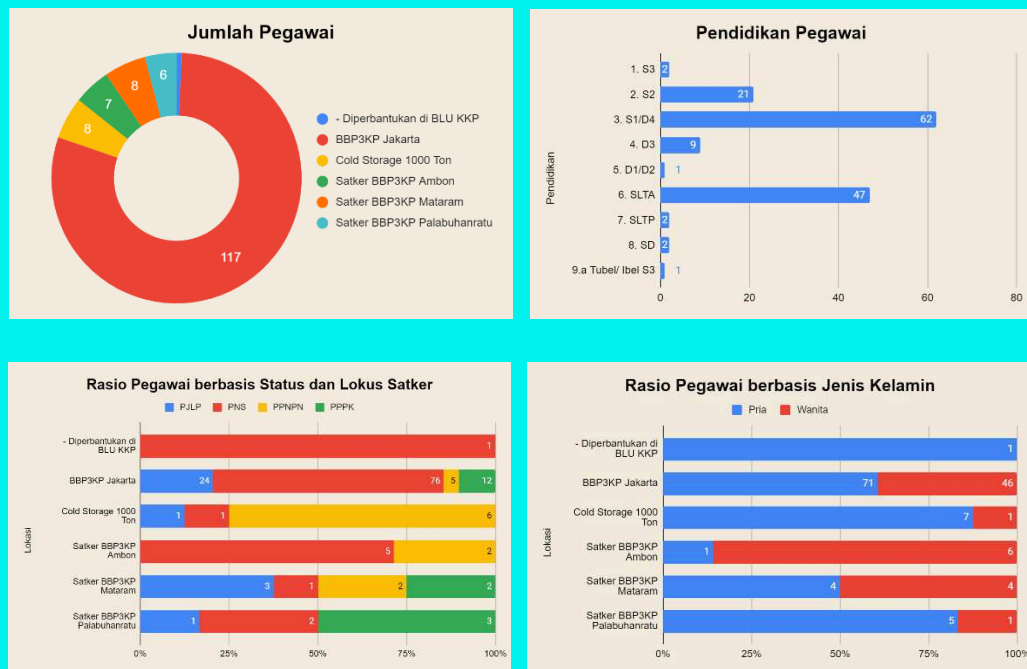 Jumlah Pegawai
6
8
7
8
117
- Diperbantukan di BLU KKP
BBP3KP Jakarta
Cold Storage 1000 Ton
Satker BBP3KP Ambon
Satker BBP3KP Mataram
Satker BBP3KP Palabuhanratu
Pendidikan Pegawai
Pendidikan
1. S3 2
2. S2 21
3. S1/D4 62
4. D3 9
5. D1/D2 1
6. SLTA 47
7. SLTP 2
8. SD 2
9.a Tubel/ Ibel S3 1
0 20 40 60 80
Rasio Pegawai berbasis Status dan Lokus Satker
PJLP PNS PPNPN PPPK
Lokasi
- Diperbantukan di
BLU KKP
1
BBP3KP Jakarta 24 76 5 12
Cold Storage 1000
Ton
1 1 6
Satker BBP3KP
Ambon
5 2
Satker BBP3KP
Mataram
3 1 2 2
Satker BBP3KP
Palabuhanratu
1 2 3
0% 25% 50% 75% 100%
Rasio Pegawai berbasis Jenis Kelamin
Pria Wanita
Lokasi
- Diperbantukan di
BLU KKP
1
BBP3KP Jakarta 71 46
Cold Storage 1000
Ton
7 1
Satker BBP3KP
Ambon
1 6
Satker BBP3KP
Mataram
4 4
Satker BBP3KP
Palabuhanratu
5 1
0% 25% 50% 75% 100%